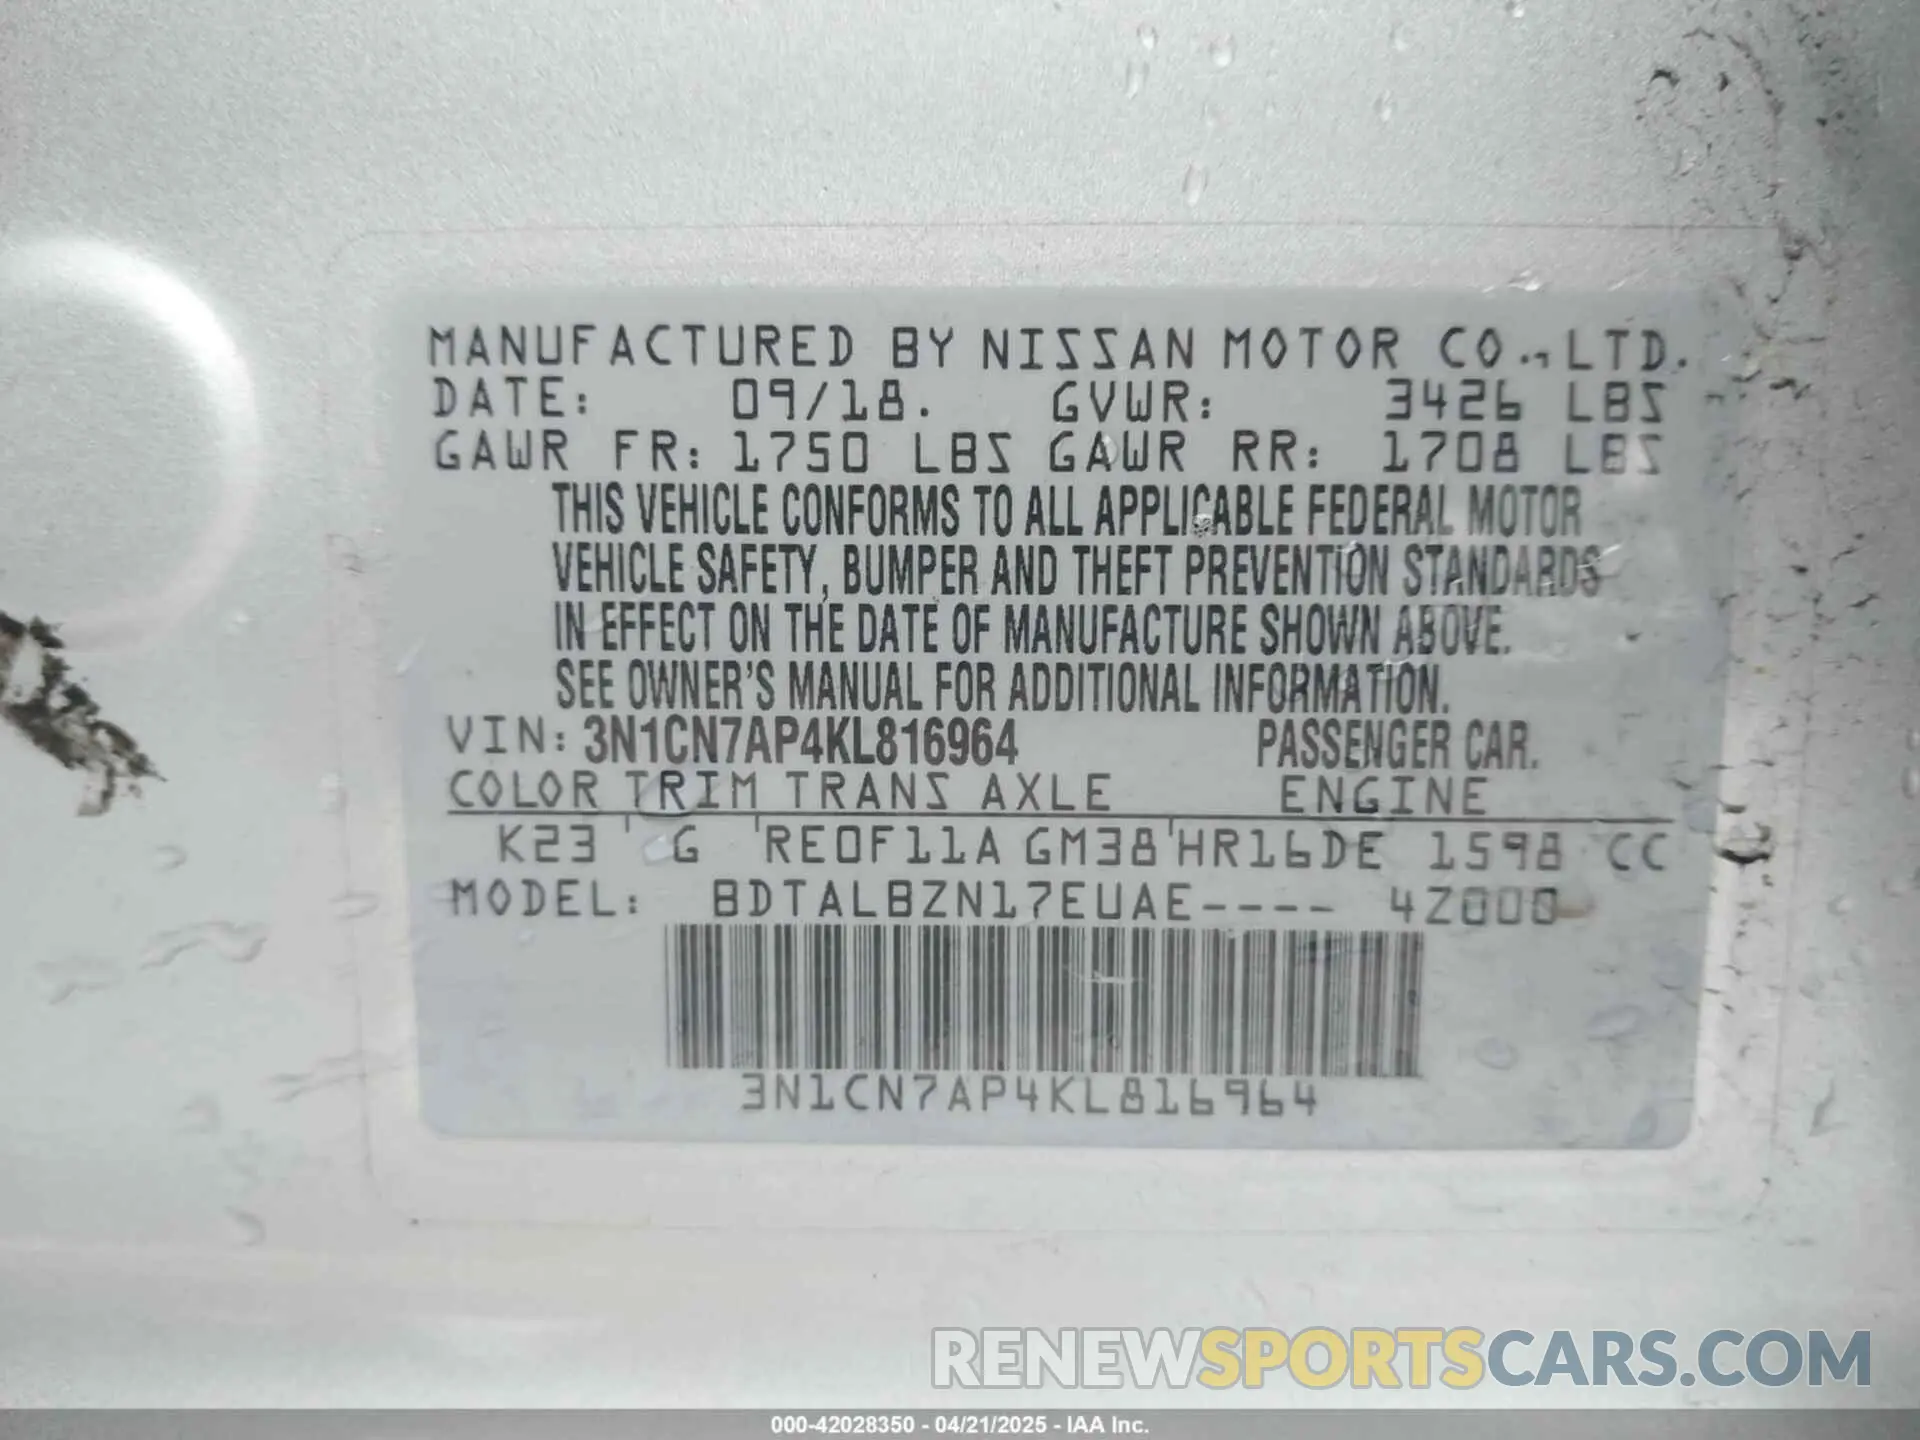 MANUFACTURED BY NISSAN MOTOR CO., LTD.
DATE: 09/18. GVWR: 3426 LBS
GAWR FR: 1750 LBS GAWR RR: 1708 LBS
THIS VEHICLE CONFORMS TO ALL APPLICABLE FEDERAL MOTOR
VEHICLE SAFETY, BUMPER AND THEFT PREVENTION STANDARDS
IN EFFECT ON THE DATE OF MANUFACTURE SHOWN ABOVE.
SEE OWNER'S MANUAL FOR ADDITIONAL INFORMATION.
VIN: 3N1CN7AP4KL816964 PASSENGER CAR.
COLOR TRIM TRANS AXLE ENGINE
K23 G RE0F11A GM38 HR16DE 1598 CC
MODEL: BDTALBZN17EUAE---- 4Z000
3N1CN7AP4KL816964
RENEWSPORTSCARS.COM
000-42028350 - 04/21/2025 - IAA Inc.